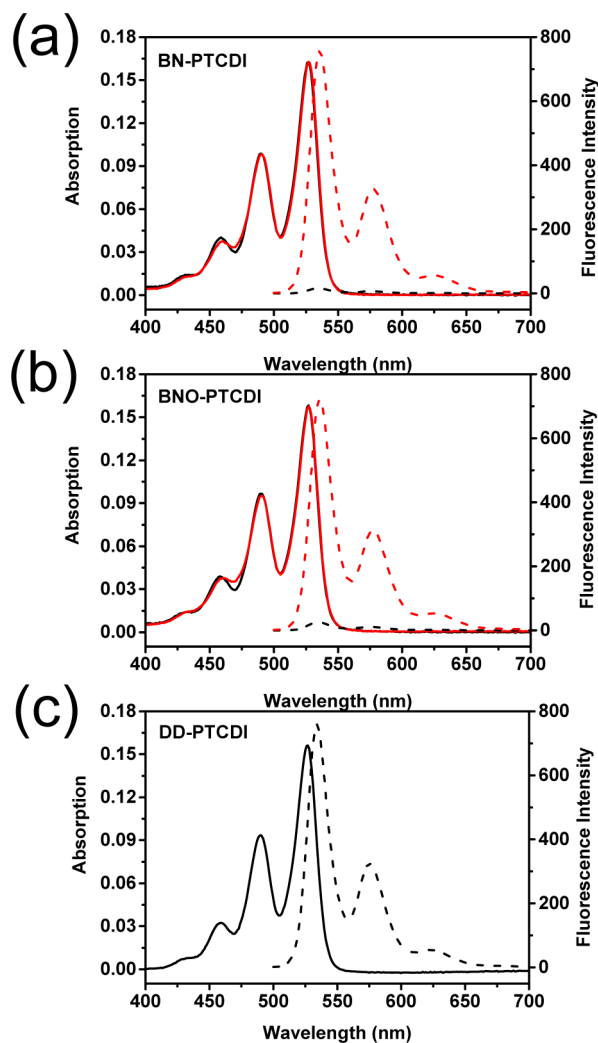 (a)
BN-PTCDI
0.18
0.15
0.12
0.09
0.06
0.03
0.00
Absorption
800
600
400
200
0
Fluorescence Intensity
400 450 500 550 600 650 700
Wavelength (nm)
(b)
BNO-PTCDI
0.18
0.15
0.12
0.09
0.06
0.03
0.00
Absorption
800
600
400
200
0
Fluorescence Intensity
400 450 500 550 600 650 700
Wavelength (nm)
(c)
DD-PTCDI
0.18
0.15
0.12
0.09
0.06
0.03
0.00
Absorption
800
600
400
200
0
Fluorescence Intensity
400 450 500 550 600 650 700
Wavelength (nm)